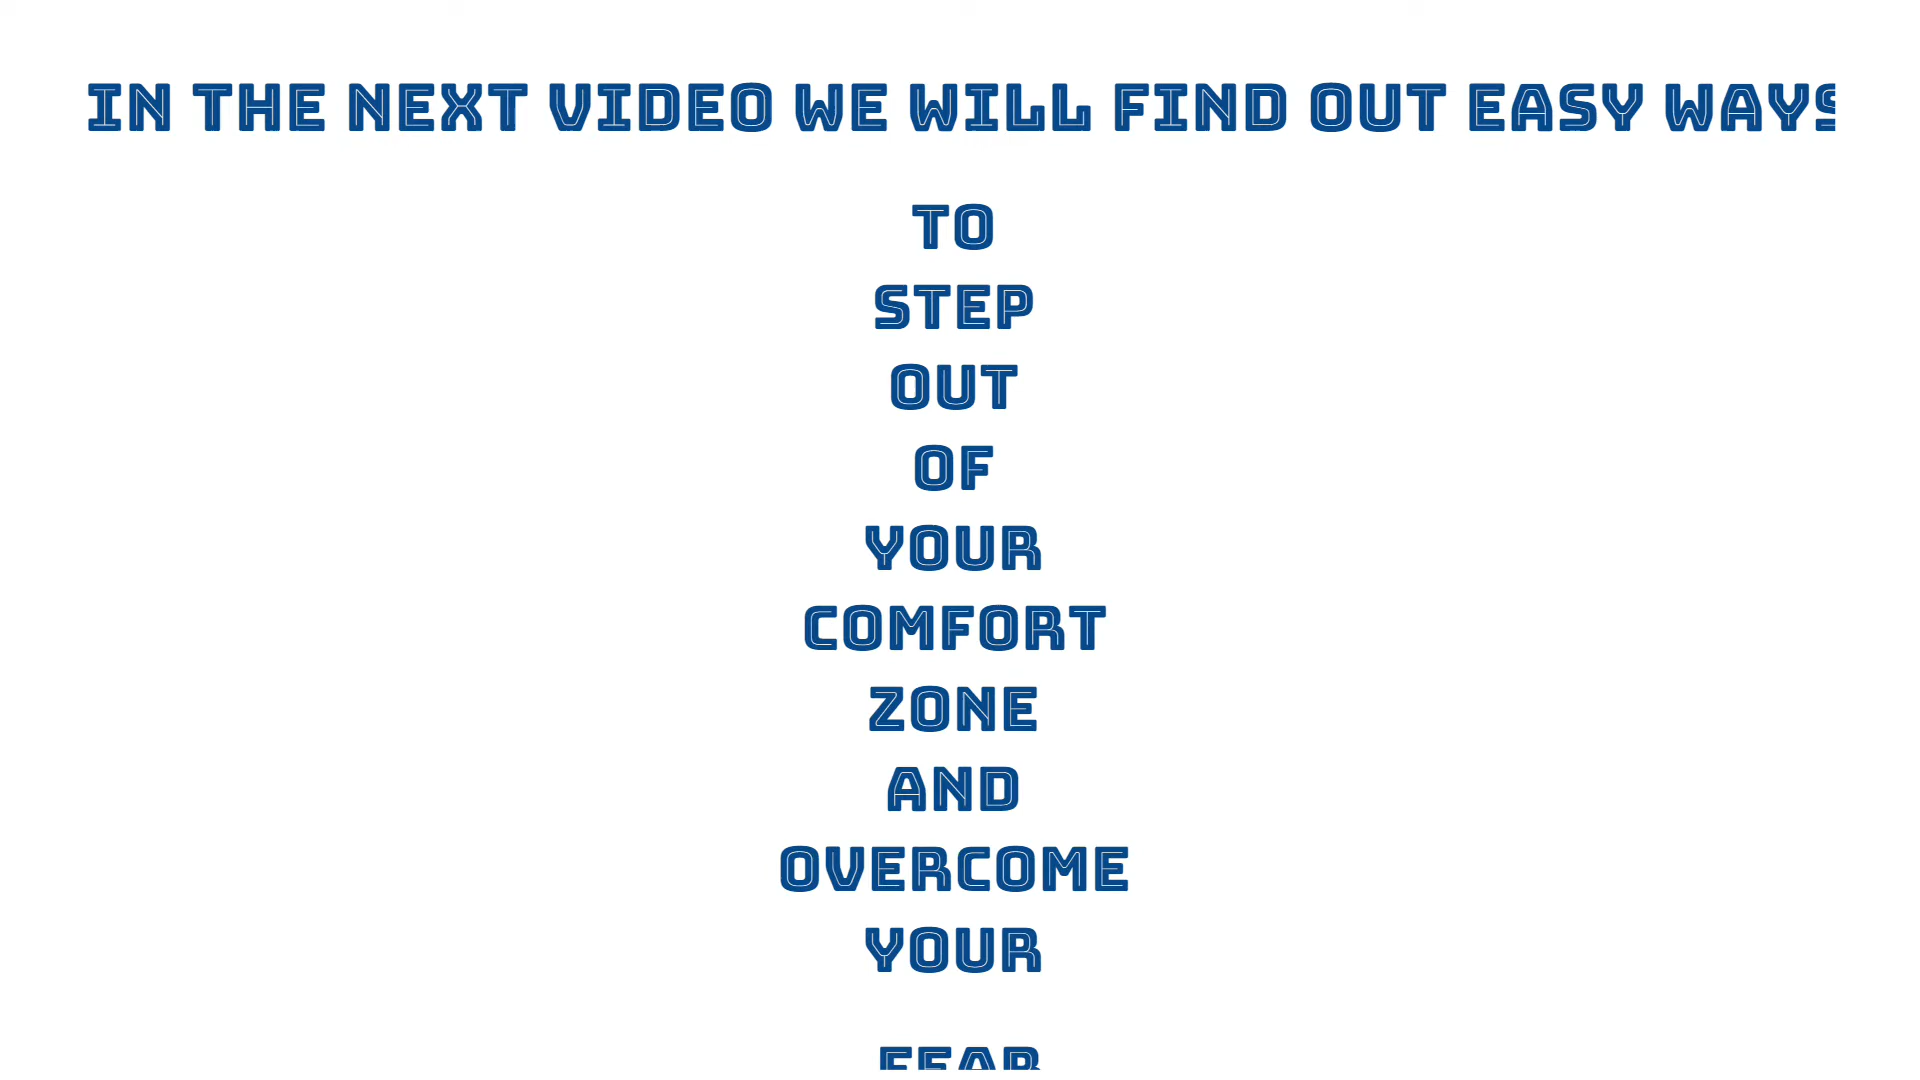 IN THE NEXT VIDEO WE WILL FIND OUT EASY WAYS
TO
STEP
OUT
OF
YOUR
COMFORT
ZONE
AND
OVERCOME
YOUR
FEAR